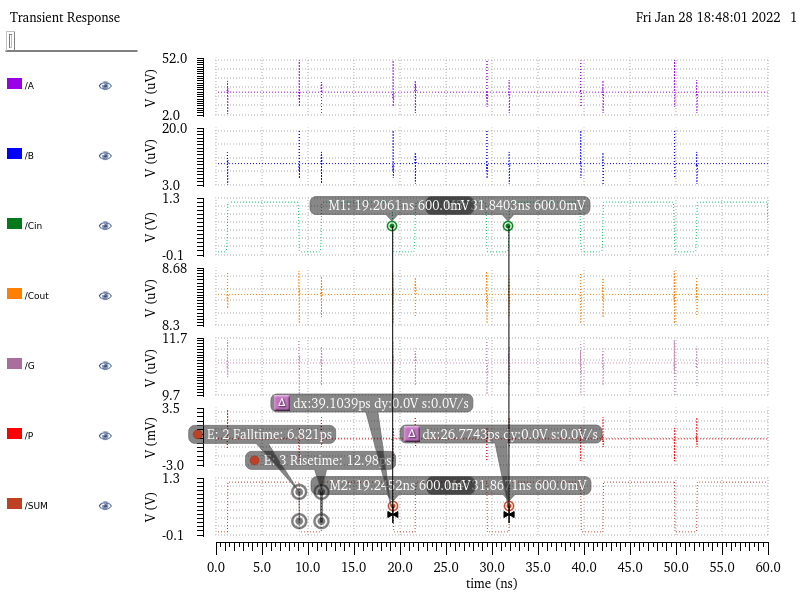 Transient Response
Fri Jan 28 18:48:01 2022 1
/A
V (uV)
52.0
2.0
/B
V (uV)
20.0
3.0
/Cin
V (V)
1.3
-0.1
M1: 19.2061ns 600.0mV
31.8403ns 600.0mV
/Cout
V (uV)
8.68
8.3
/G
V (uV)
11.7
9.7
dx:39.1039ps dy:0.0V s:0.0V/s
/P
V (mV)
3.5
-3.0
dx:26.7743ps dy:0.0V s:0.0V/s
E: 2 Falltime: 6.821ps
E: 3 Risetime: 12.98ps
/SUM
V (V)
1.3
-0.1
M2: 19.2452ns 600.0mV
31.8671ns 600.0mV
0.0 5.0 10.0 15.0 20.0 25.0 30.0 35.0 40.0 45.0 50.0 55.0 60.0
time (ns)